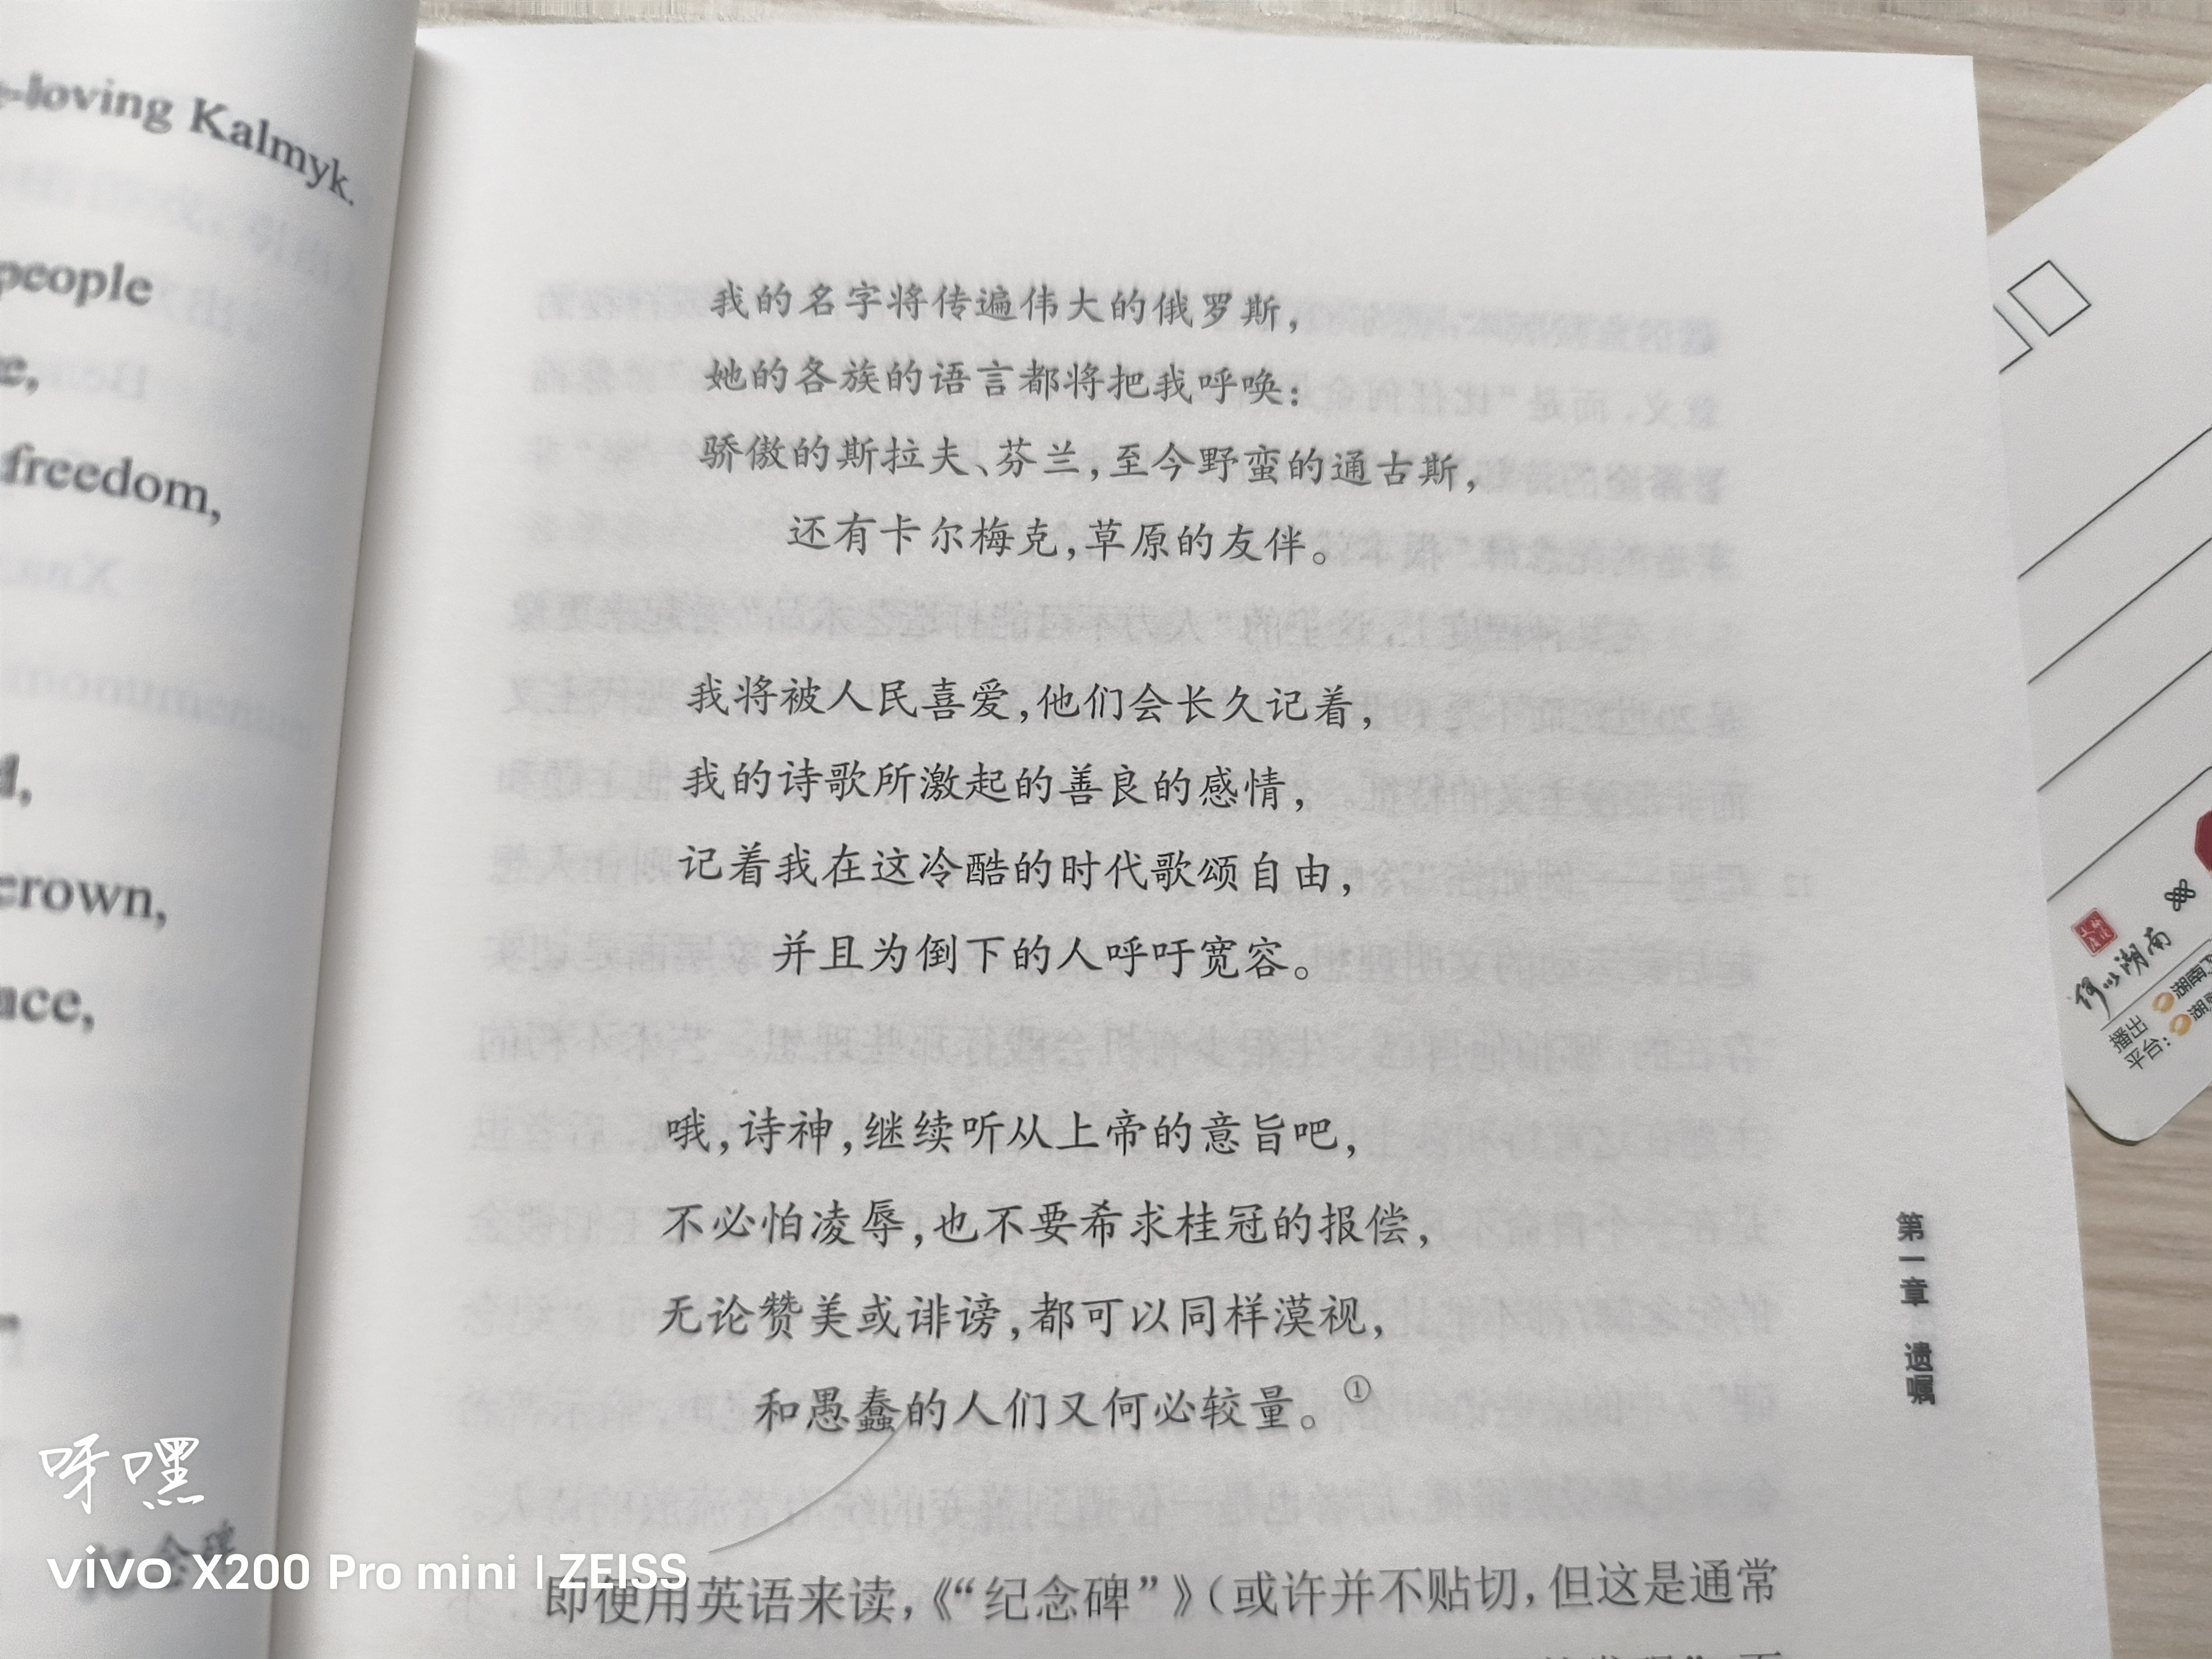 -loving Kalmyk.
people
freedom,
crown,
我的名字将传遍伟大的俄罗斯，
她的各族的语言都将把我呼唤：
骄傲的斯拉夫、芬兰，至今野蛮的通古斯，
还有卡尔梅克，草原的友伴。
我将被人民喜爱，他们会长久记着，
我的诗歌所激起的善良的感情，
记着我在这冷酷的时代歌颂自由，
并且为倒下的人呼吁宽容。
哦，诗神，继续听从上帝的意旨吧，
不必怕凌辱，也不要希求桂冠的报偿，
无论赞美或诽谤，都可以同样漠视，
和愚蠢的人们又何必较量。①
即便用英语来读，《“纪念碑”》（或许并不贴切，但这是通常
第一章 遗嘱
何以湖南
播出
平台：
呀嘿
vivo X200 Pro mini | ZEISS